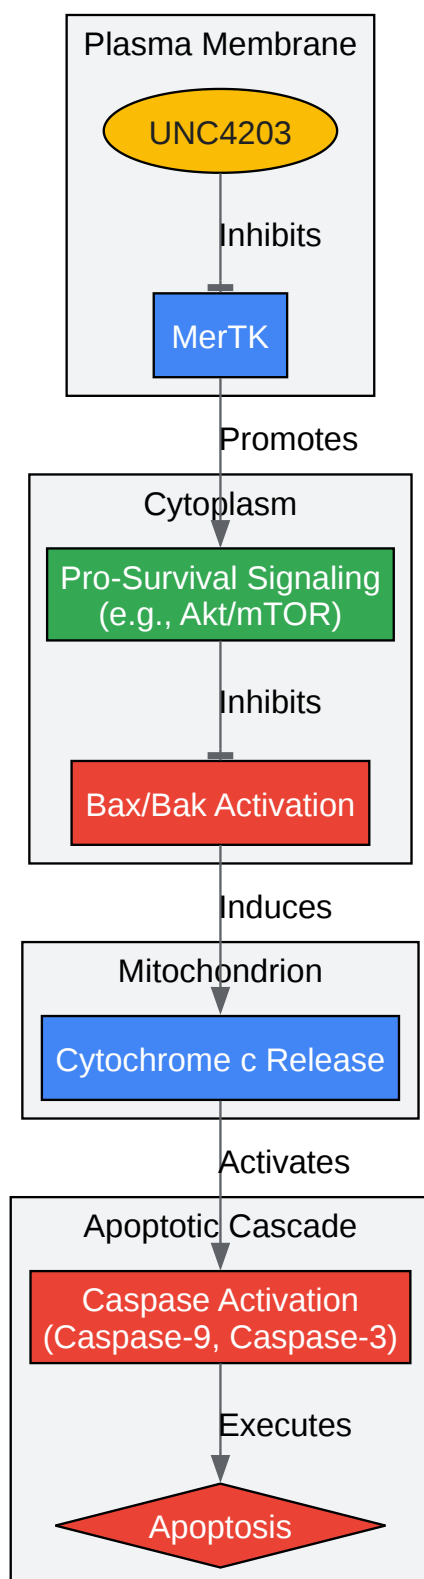 Plasma Membrane
UNC4203
Inhibits
MerTK
Promotes
Cytoplasm
Pro-Survival Signaling
(e.g., Akt/mTOR)
Inhibits
Bax/Bak Activation
Induces
Mitochondrion
Cytochrome c Release
Activates
Apoptotic Cascade
Caspase Activation
(Caspase-9, Caspase-3)
Executes
Apoptosis